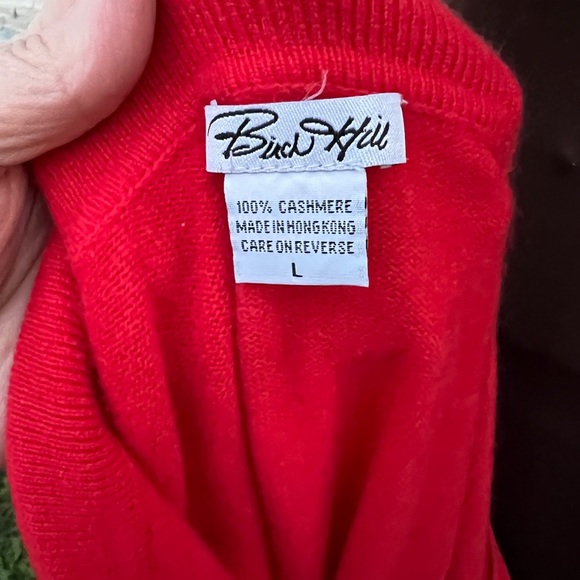 Birch Hill
100% CASHMERE
MADE IN HONG KONG
CARE ON REVERSE
L